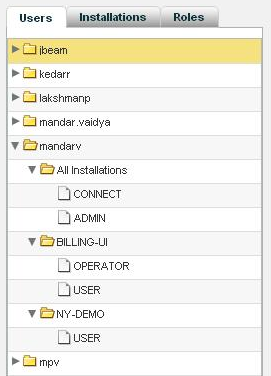 Users Installations Roles
jbeam
kedarr
lakshmanp
mandar.vaidya
mandarv
All Installations
CONNECT
ADMIN
BILLING-UI
OPERATOR
USER
NY-DEMO
USER
mpv